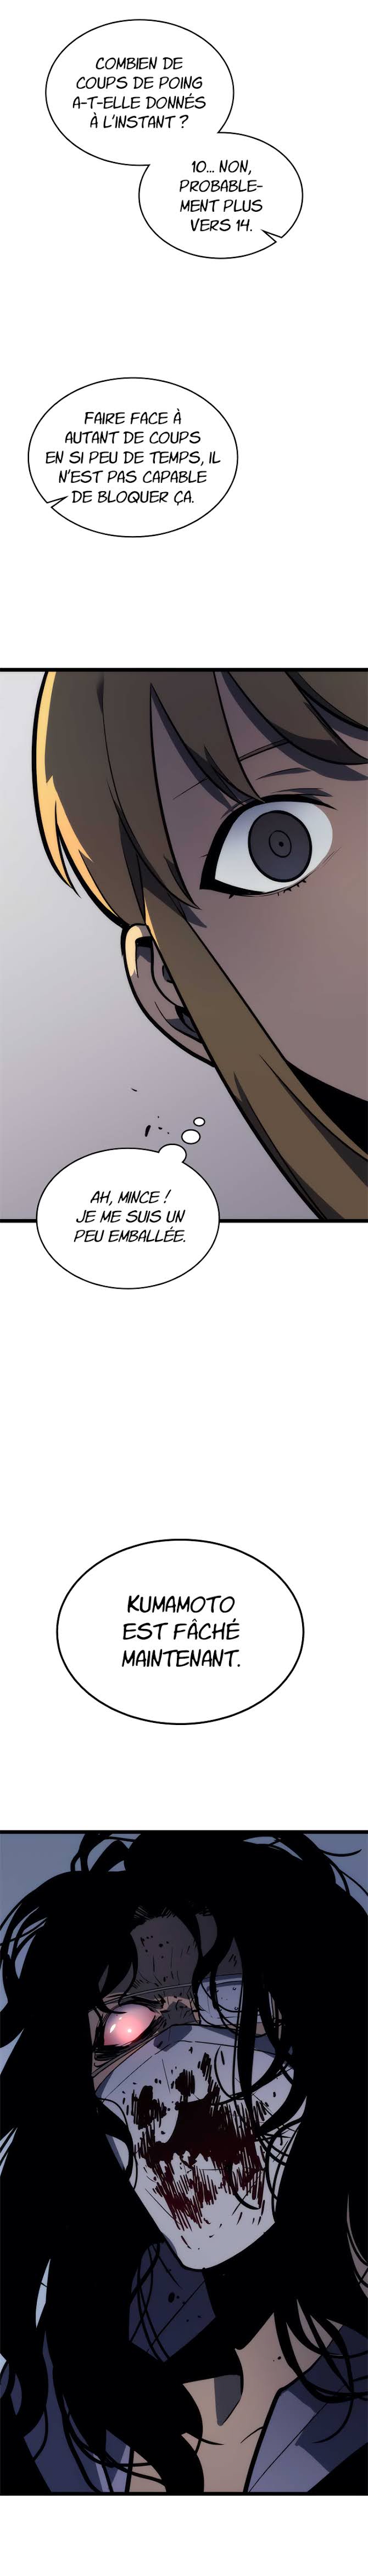 COMBIEN DE
COUPS DE POING
A-T-ELLE DONNÉS
À L'INSTANT ?
10... NON,
PROBABLE-
MENT PLUS
VERS 14.
FAIRE FACE À
AUTANT DE COUPS
EN SI PEU DE TEMPS, IL
N'EST PAS CAPABLE
DE BLOQUER ÇA.
AH, MINCE !
JE ME SUIS UN
PEU EMBALLÉE.
KUMAMOTO
EST FÂCHÉ
MAINTENANT.